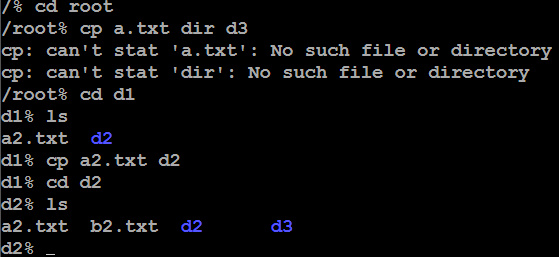 /% cd root
/root% cp a.txt dir d3
cp: can't stat 'a.txt': No such file or directory
cp: can't stat 'dir': No such file or directory
/root% cd d1
d1% ls
a2.txt  d2
d1% cp a2.txt d2
d1% cd d2
d2% ls
a2.txt  b2.txt  d2      d3
d2% _